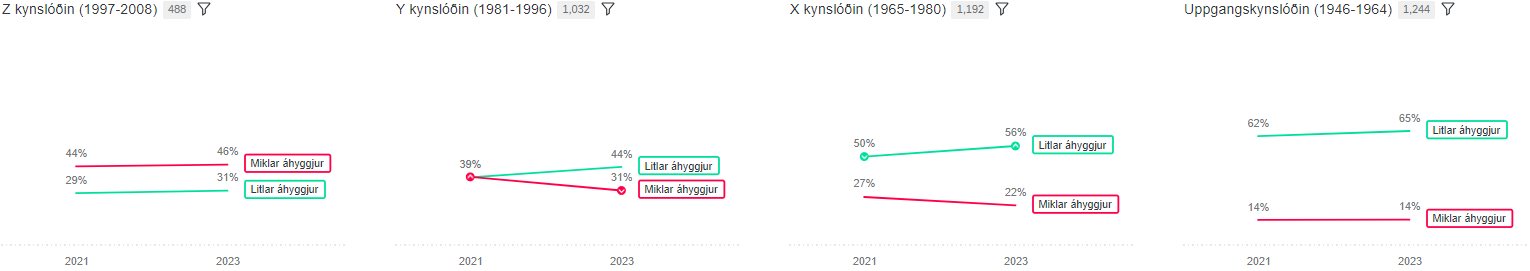 Z kynslóðin (1997-2008) 488
44% 46% Miklar áhyggjur
29% 31% Litlar áhyggjur
2021 2023
Y kynslóðin (1981-1996) 1,032
39% 44% Litlar áhyggjur
31% Miklar áhyggjur
2021 2023
X kynslóðin (1965-1980) 1,192
50% 56% Litlar áhyggjur
27% 22% Miklar áhyggjur
2021 2023
Uppgangskynslóðin (1946-1964) 1,244
62% 65% Litlar áhyggjur
14% 14% Miklar áhyggjur
2021 2023